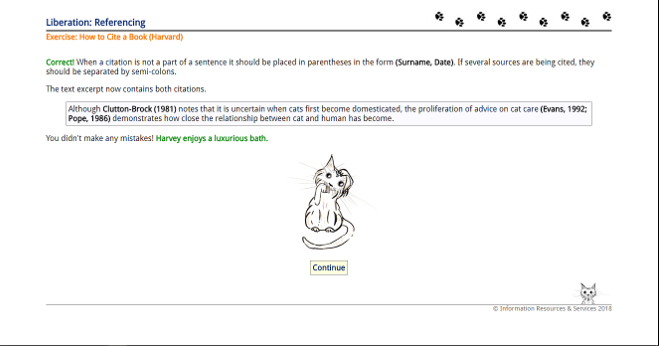 Liberation: Referencing
Exercise: How to Cite a Book (Harvard)
Correct! When a citation is not a part of a sentence it should be placed in parentheses in the form (Surname, Date). If several sources are being cited, they
should be separated by semi-colons.
The text excerpt now contains both citations.
Although Clutton-Brock (1981) notes that it is uncertain when cats first become domesticated, the proliferation of advice on cat care (Evans, 1992;
Pope, 1986) demonstrates how close the relationship between cat and human has become.
You didn't make any mistakes! Harvey enjoys a luxurious bath.
Continue
© Information Resources & Services 2018